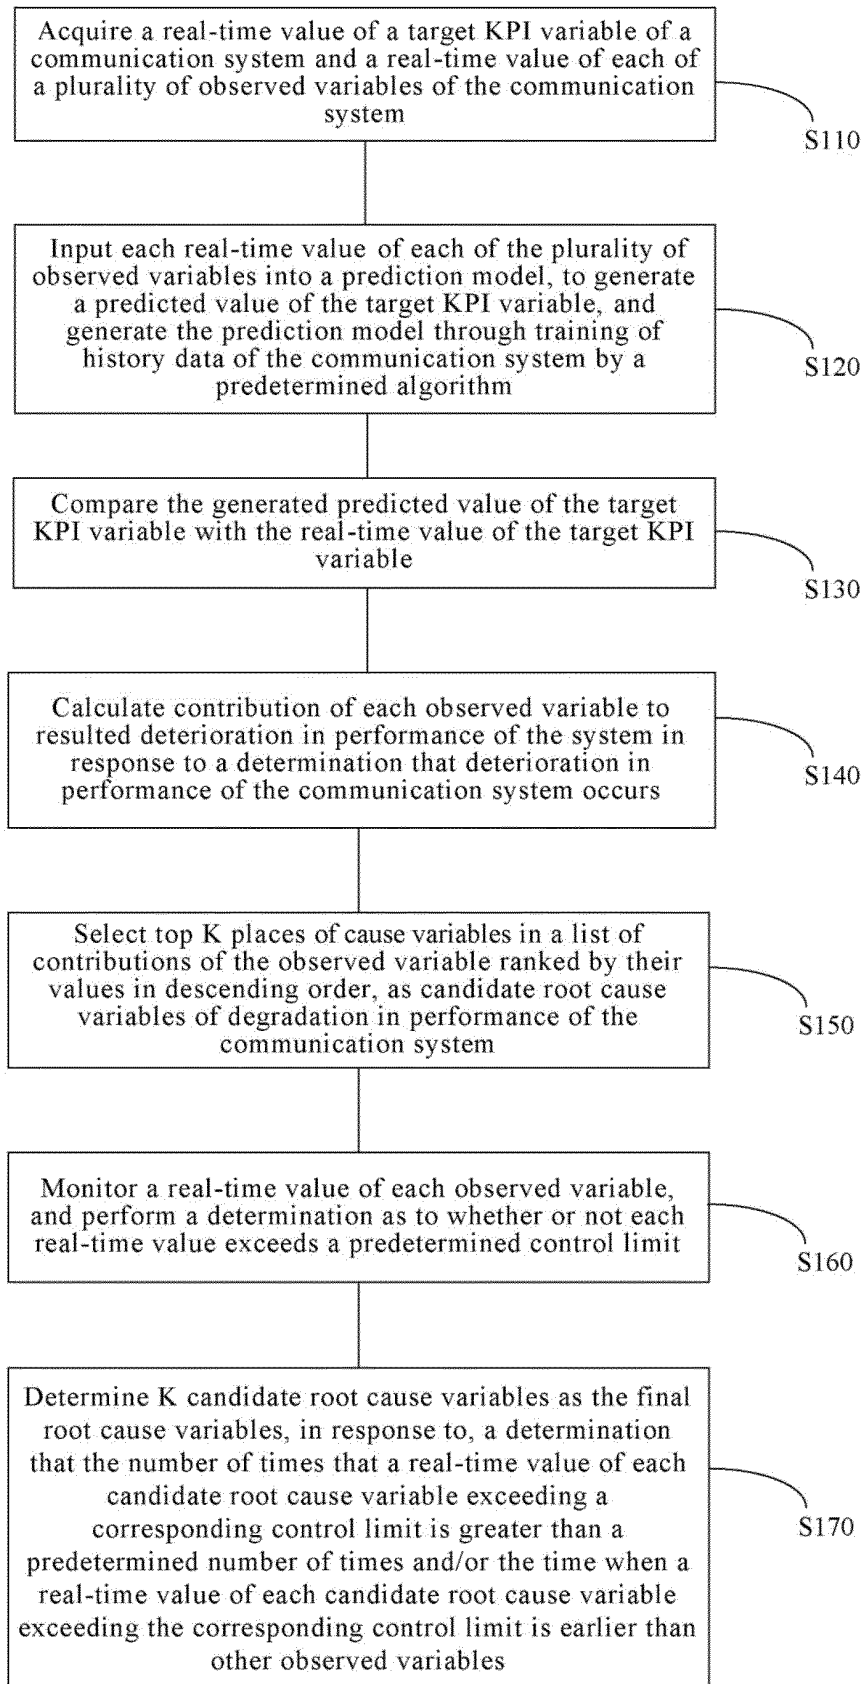 Acquire a real-time value of a target KPI variable of a
communication system and a real-time value of each of
a plurality of observed variables of the communication
system
S110
Input each real-time value of each of the plurality of
observed variables into a prediction model, to generate
a predicted value of the target KPI variable, and
generate the prediction model through training of
history data of the communication system by a
predetermined algorithm
S120
Compare the generated predicted value of the target
KPI variable with the real-time value of the target KPI
variable
S130
Calculate contribution of each observed variable to
resulted deterioration in performance of the system in
response to a determination that deterioration in
performance of the communication system occurs
S140
Select top K places of cause variables in a list of
contributions of the observed variable ranked by their
values in descending order, as candidate root cause
variables of degradation in performance of the
communication system
S150
Monitor a real-time value of each observed variable,
and perform a determination as to whether or not each
real-time value exceeds a predetermined control limit
S160
Determine K candidate root cause variables as the final
root cause variables, in response to, a determination
that the number of times that a real-time value of each
candidate root cause variable exceeding a
corresponding control limit is greater than a
predetermined number of times and/or the time when a
real-time value of each candidate root cause variable
exceeding the corresponding control limit is earlier than
other observed variables
S170